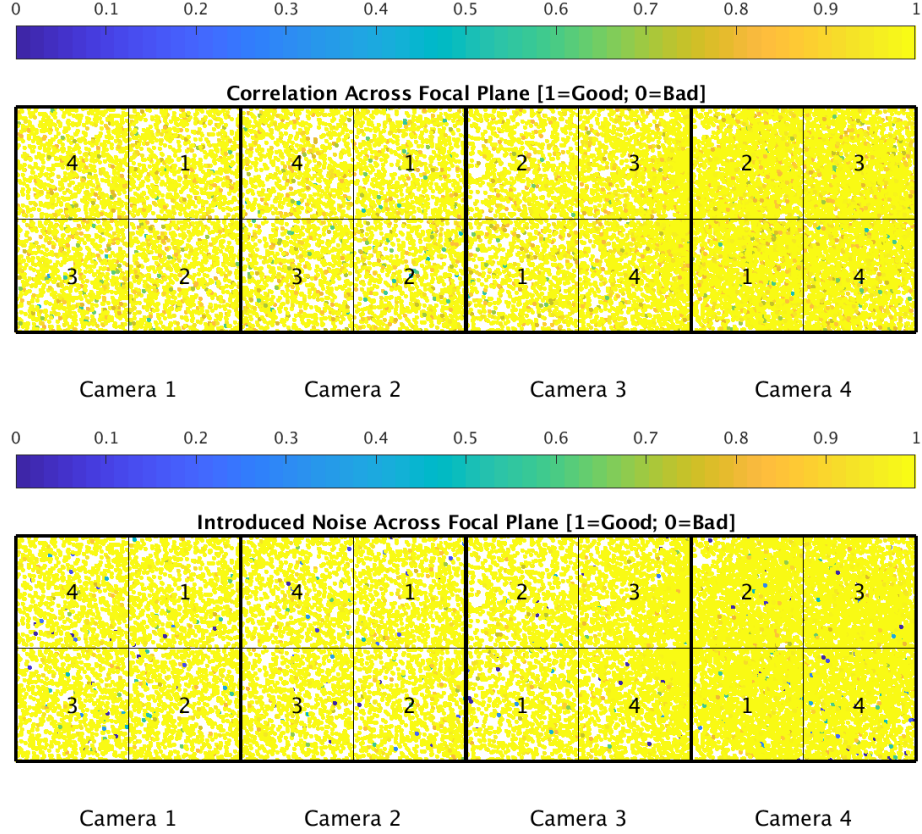 0 0.1 0.2 0.3 0.4 0.5 0.6 0.7 0.8 0.9 1
Correlation Across Focal Plane [1=Good; 0=Bad]
4 1 4 1 2 3 2 3
3 2 3 2 1 4 1 4
Camera 1 Camera 2 Camera 3 Camera 4
0 0.1 0.2 0.3 0.4 0.5 0.6 0.7 0.8 0.9 1
Introduced Noise Across Focal Plane [1=Good; 0=Bad]
4 1 4 1 2 3 2 3
3 2 3 2 1 4 1 4
Camera 1 Camera 2 Camera 3 Camera 4